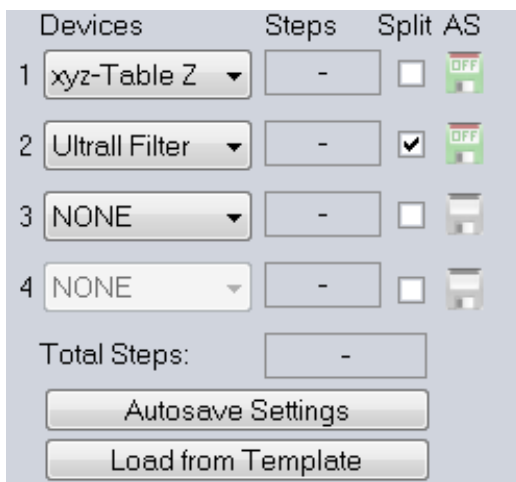 Devices Steps Split AS
1 xyz-Table Z - OFF
2 Ultrall Filter - OFF
3 NONE -
4 NONE -
Total Steps: -
Autosave Settings
Load from Template